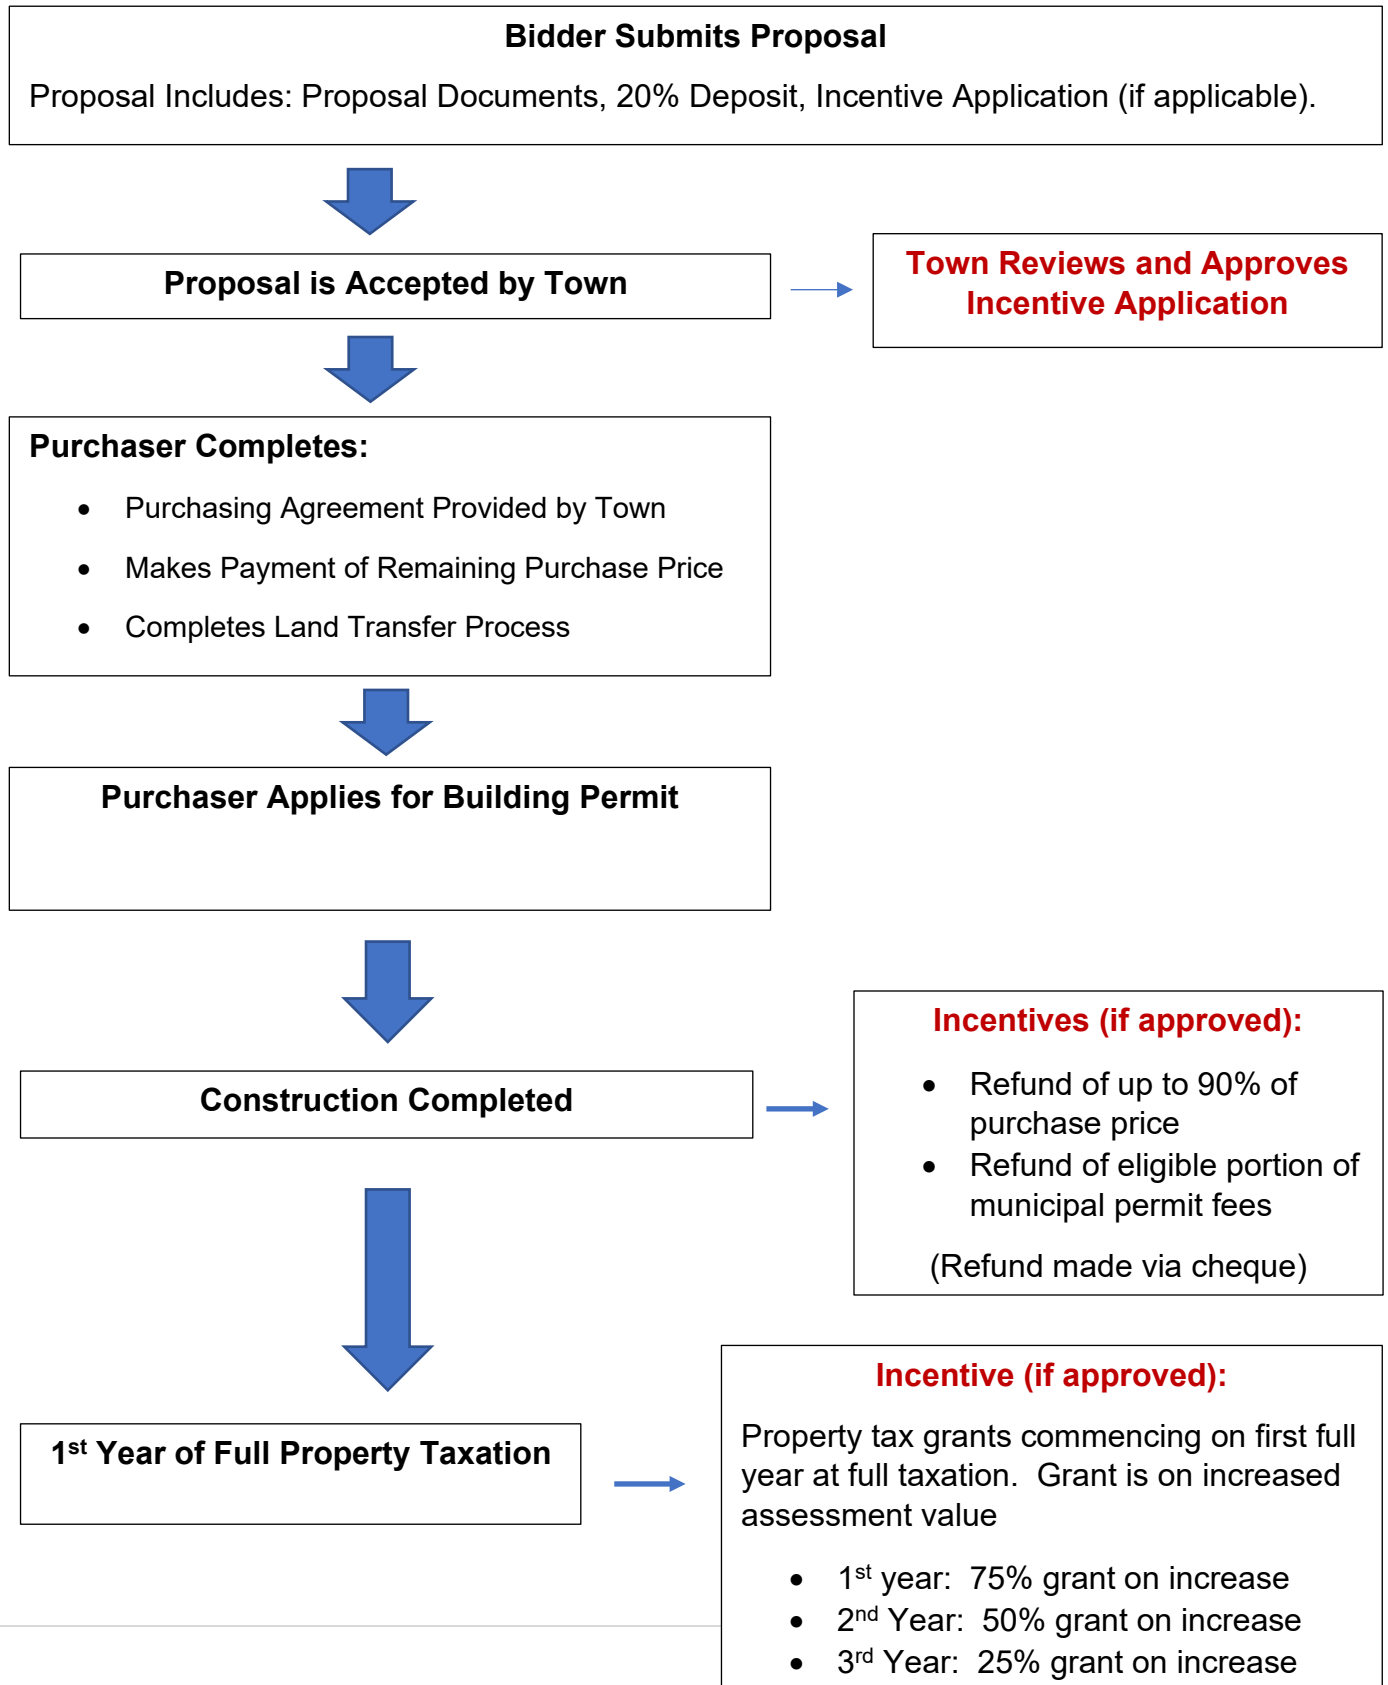 Bidder Submits Proposal
Proposal Includes: Proposal Documents, 20% Deposit, Incentive Application (if applicable).
Proposal is Accepted by Town
Town Reviews and Approves
Incentive Application
Purchaser Completes:
• Purchasing Agreement Provided by Town
• Makes Payment of Remaining Purchase Price
• Completes Land Transfer Process
Purchaser Applies for Building Permit
Construction Completed
Incentives (if approved):
• Refund of up to 90% of
purchase price
• Refund of eligible portion of
municipal permit fees
(Refund made via cheque)
1st Year of Full Property Taxation
Incentive (if approved):
Property tax grants commencing on first full
year at full taxation.  Grant is on increased
assessment value
• 1st year:  75% grant on increase
• 2nd Year:  50% grant on increase
• 3rd Year:  25% grant on increase